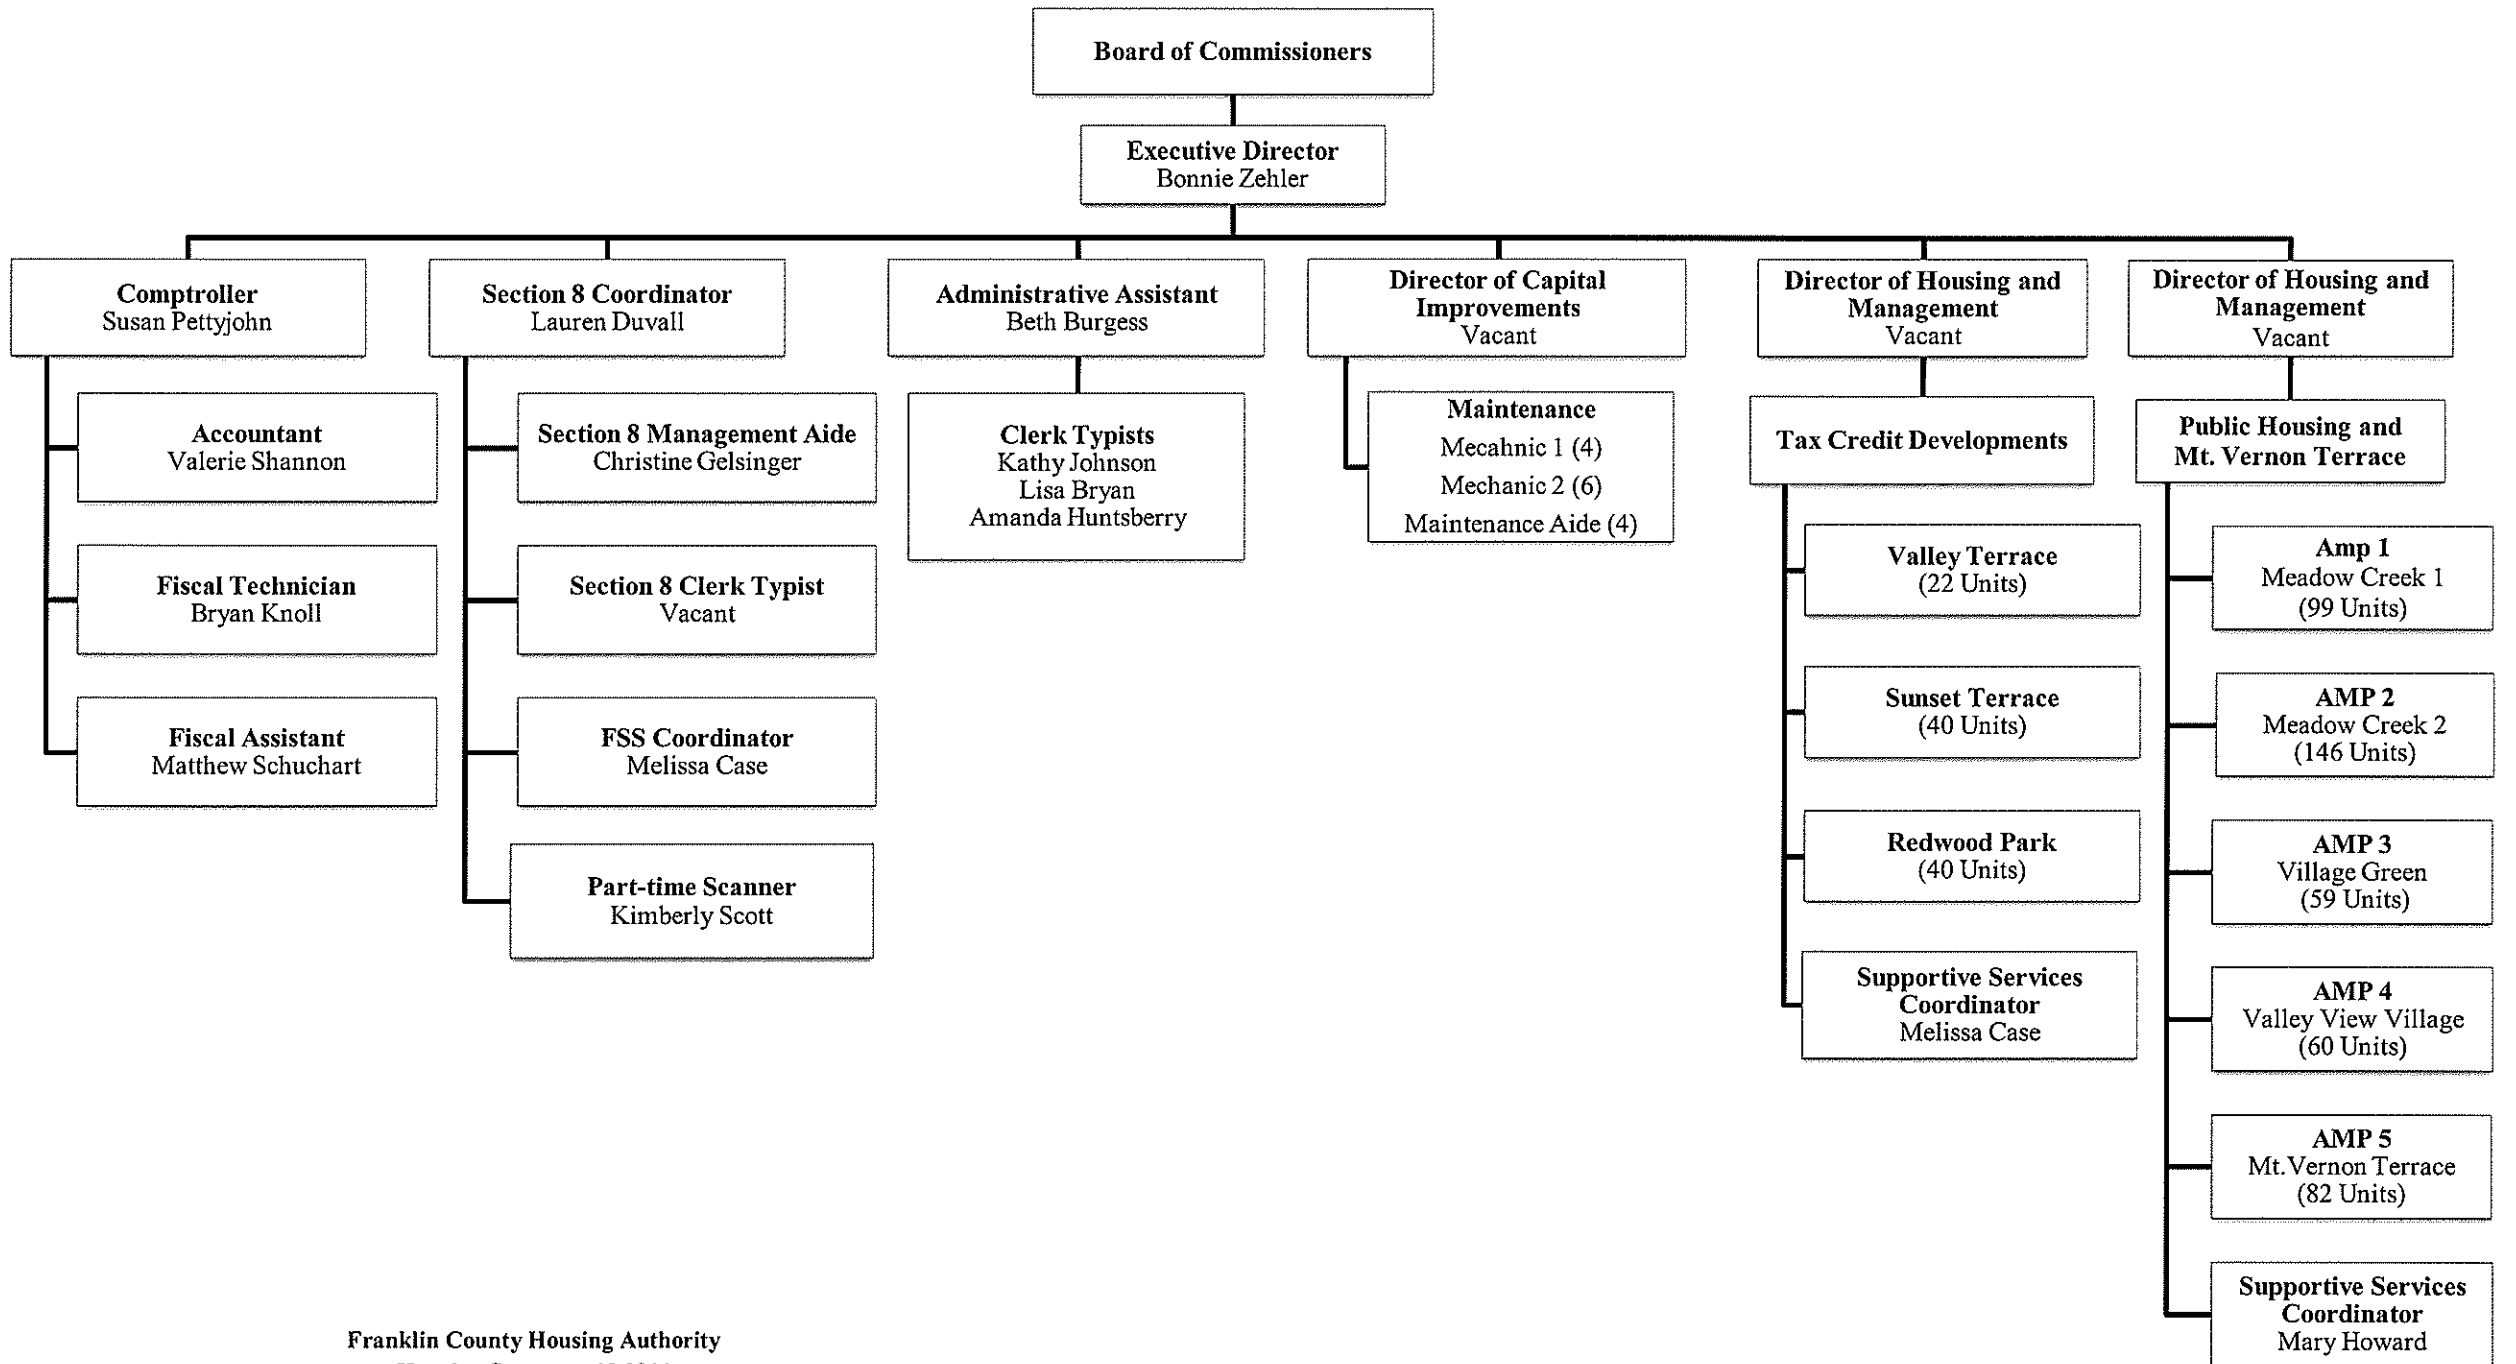 Board of Commissioners
Executive Director
Bonnie Zehler
Comptroller
Susan Pettyjohn
Accountant
Valerie Shannon
Fiscal Technician
Bryan Knoll
Fiscal Assistant
Matthew Schuchart
Section 8 Coordinator
Lauren Duvall
Section 8 Management Aide
Christine Gelsinger
Section 8 Clerk Typist
Vacant
FSS Coordinator
Melissa Case
Part-time Scanner
Kimberly Scott
Administrative Assistant
Beth Burgess
Clerk Typists
Kathy Johnson
Lisa Bryan
Amanda Huntsberry
Director of Capital
Improvements
Vacant
Maintenance
Mecahnic 1 (4)
Mechanic 2 (6)
Maintenance Aide (4)
Director of Housing and
Management
Vacant
Tax Credit Developments
Valley Terrace
(22 Units)
Sunset Terrace
(40 Units)
Redwood Park
(40 Units)
Supportive Services
Coordinator
Melissa Case
Director of Housing and
Management
Vacant
Public Housing and
Mt. Vernon Terrace
Amp 1
Meadow Creek 1
(99 Units)
AMP 2
Meadow Creek 2
(146 Units)
AMP 3
Village Green
(59 Units)
AMP 4
Valley View Village
(60 Units)
AMP 5
Mt.Vernon Terrace
(82 Units)
Supportive Services
Coordinator
Mary Howard
Franklin County Housing Authority